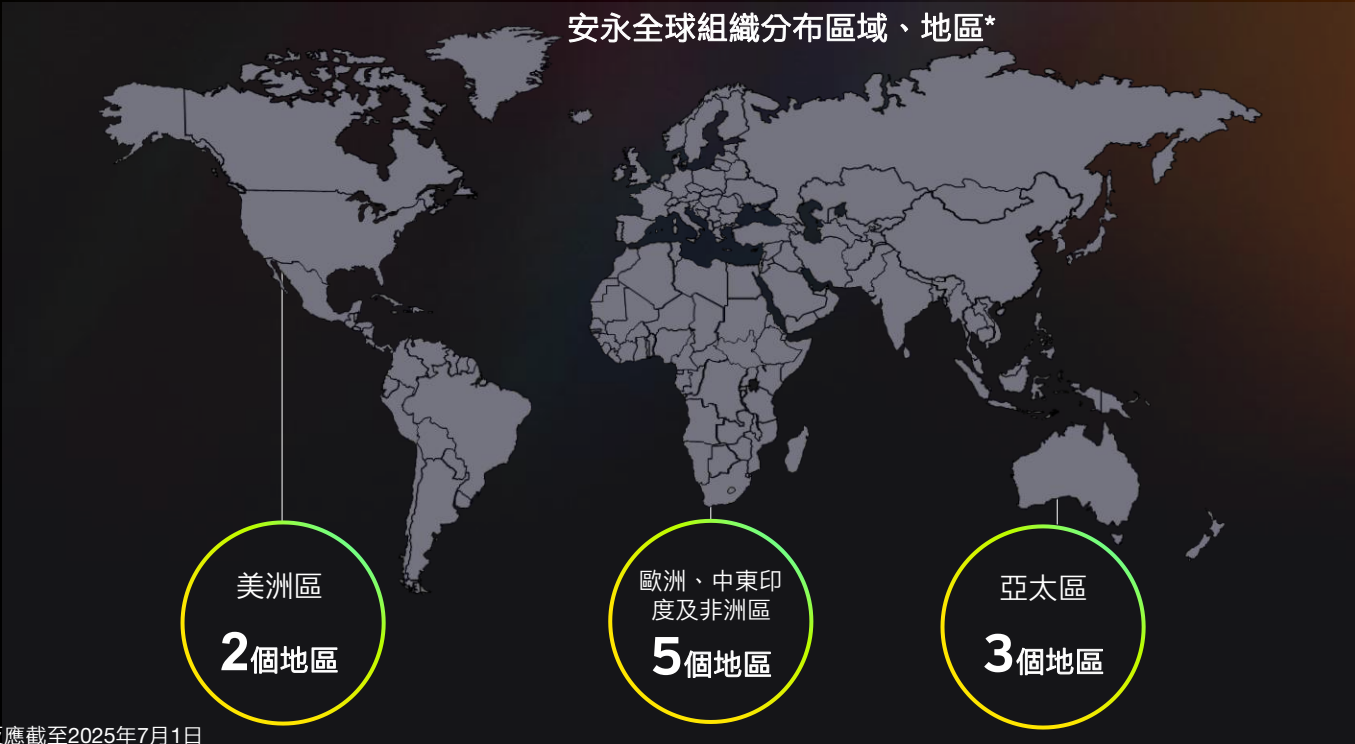 安永全球組織分布區域、地區*
美洲區
2個地區
歐洲、中東印
度及非洲區
5個地區
亞太區
3個地區
應截至2025年7月1日